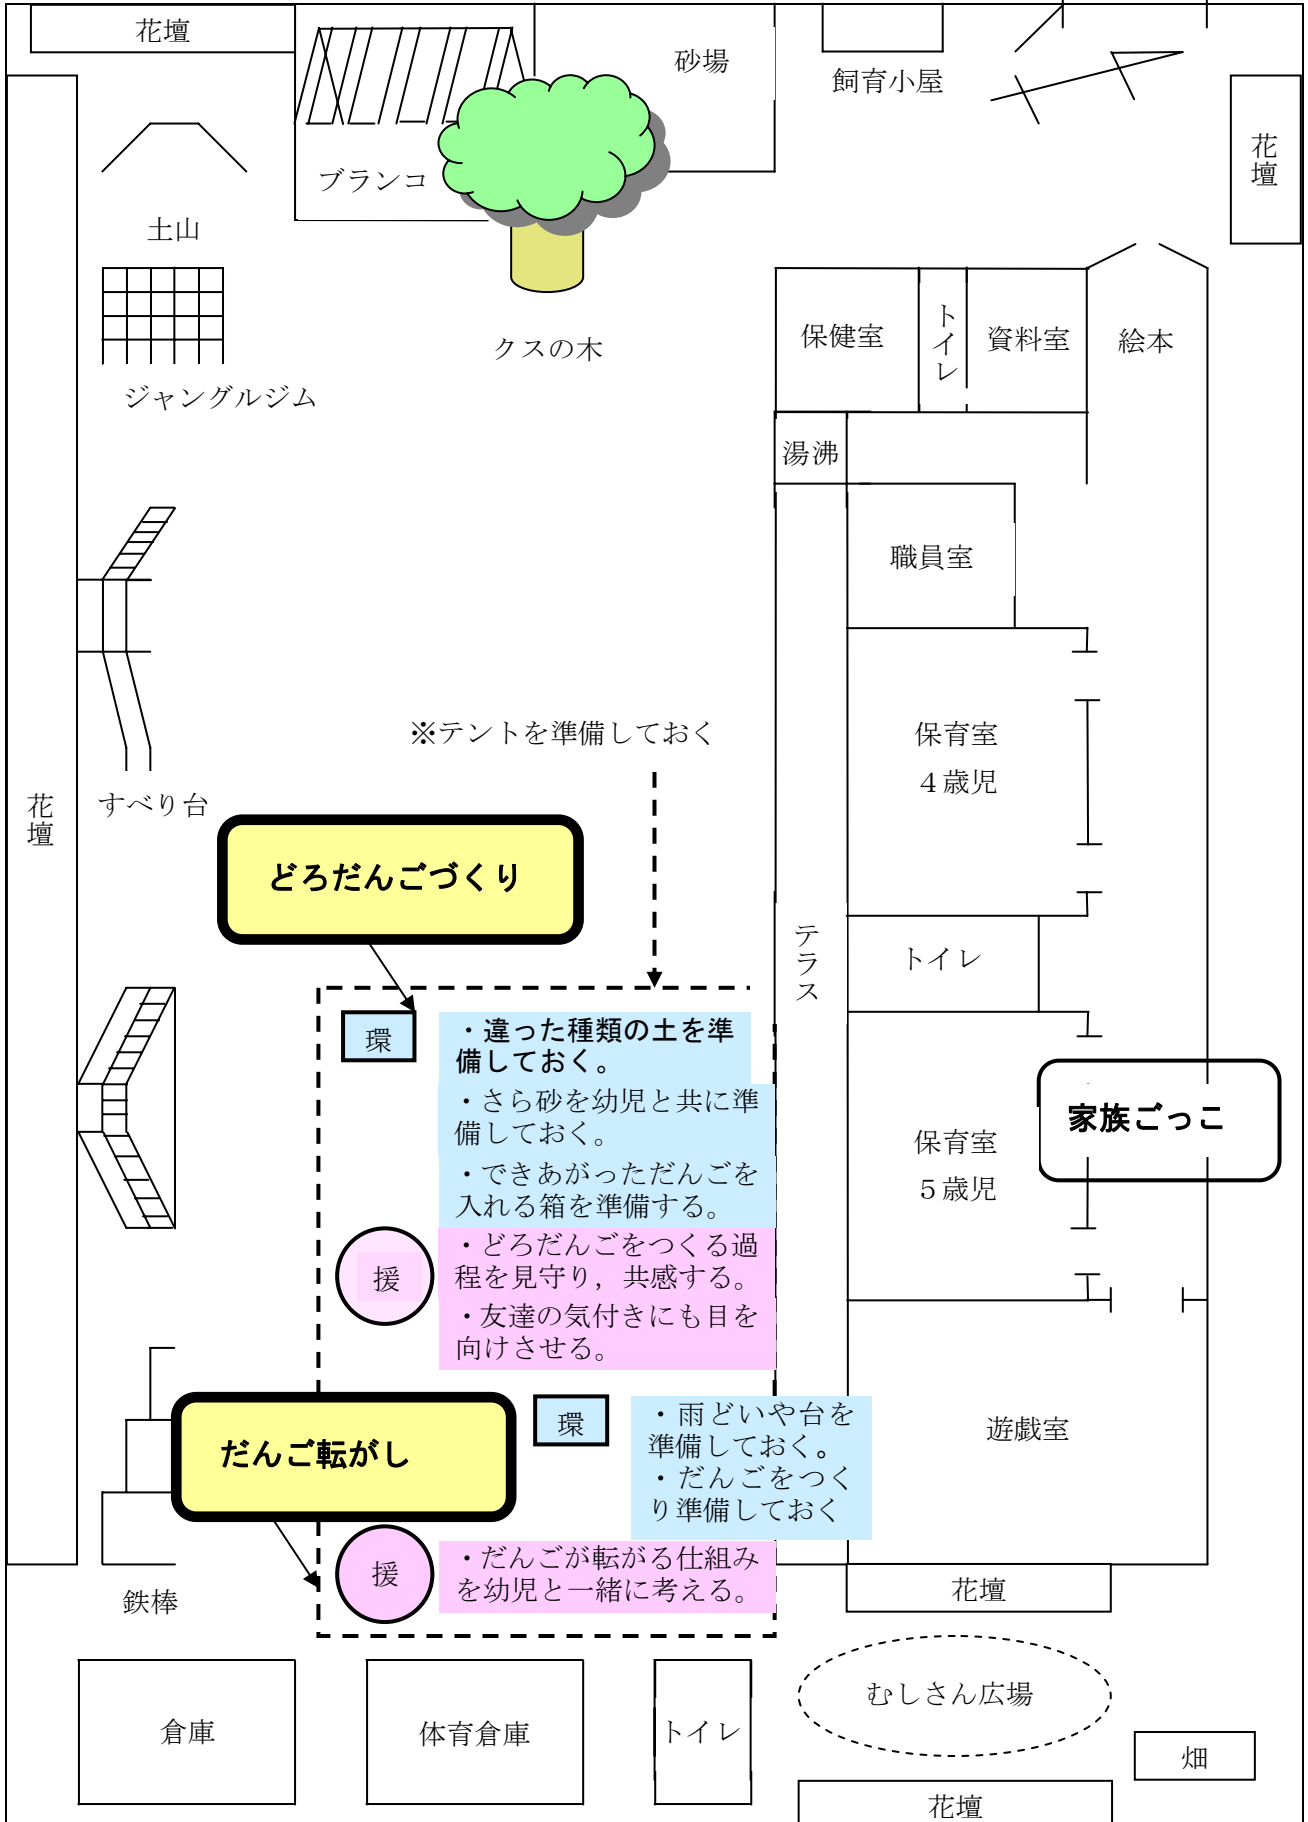 花壇
砂場
飼育小屋
花壇
ブランコ
土山
クスの木
ジャングルジム
保健室
トイレ
資料室
絵本
湯沸
職員室
※テントを準備しておく
保育室
４歳児
花壇
すべり台
どろだんごづくり
テラス
トイレ
環
・違った種類の土を準
備しておく。
・さら砂を幼児と共に準
備しておく。
・できあがっただんごを
入れる箱を準備する。
家族ごっこ
保育室
５歳児
援
・どろだんごをつくる過
程を見守り，共感する。
・友達の気付きにも目を
向けさせる。
だんご転がし
環
・雨どいや台を
準備しておく。
・だんごをつく
り準備しておく
遊戯室
援
・だんごが転がる仕組み
を幼児と一緒に考える。
鉄棒
花壇
倉庫
体育倉庫
トイレ
むしさん広場
畑
花壇